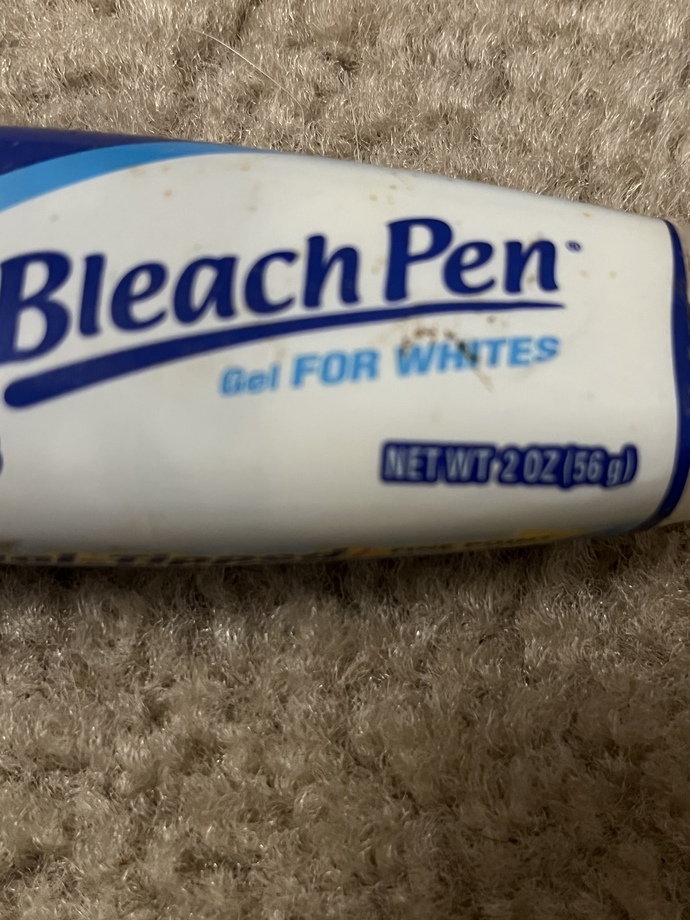 Bleach Pen
Gel FOR WHITES
NET WT 2 OZ (56 g)